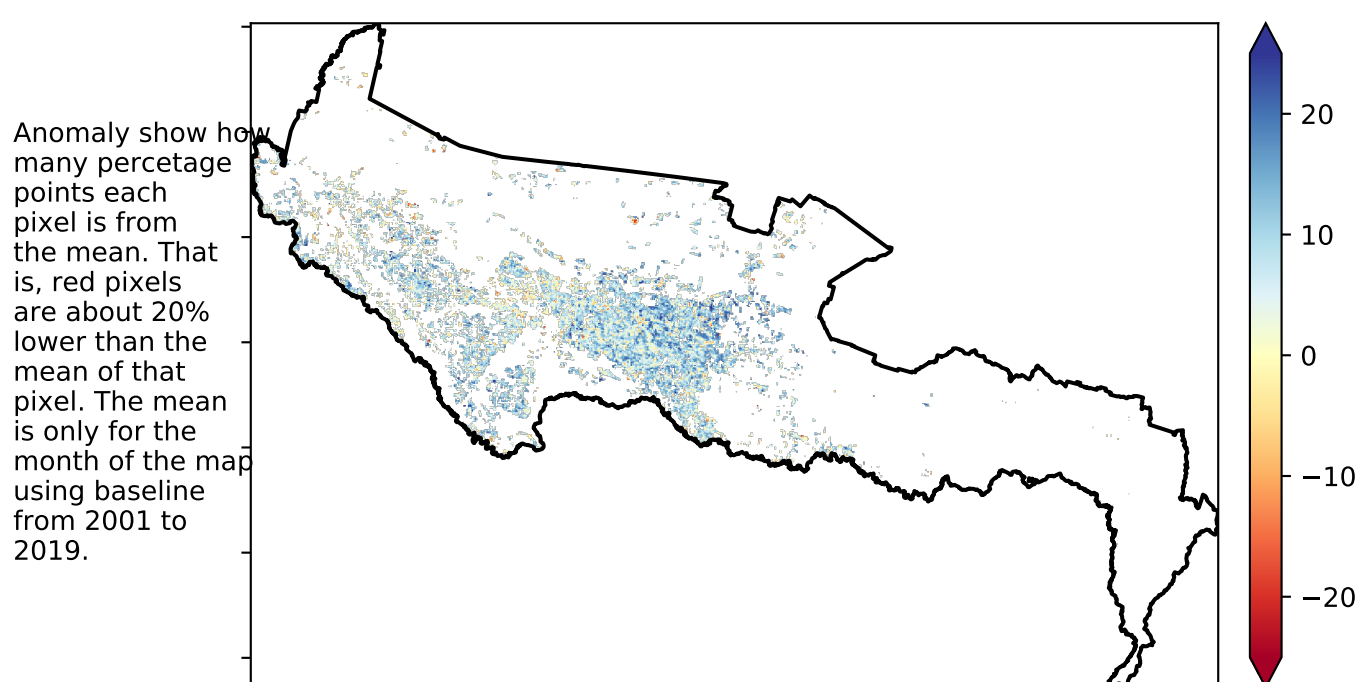 Anomaly show how
many percetage
points each
pixel is from
the mean. That
is, red pixels
are about 20%
lower than the
mean of that
pixel. The mean
is only for the
month of the map
using baseline
from 2001 to
2019.
20
10
0
−10
−20